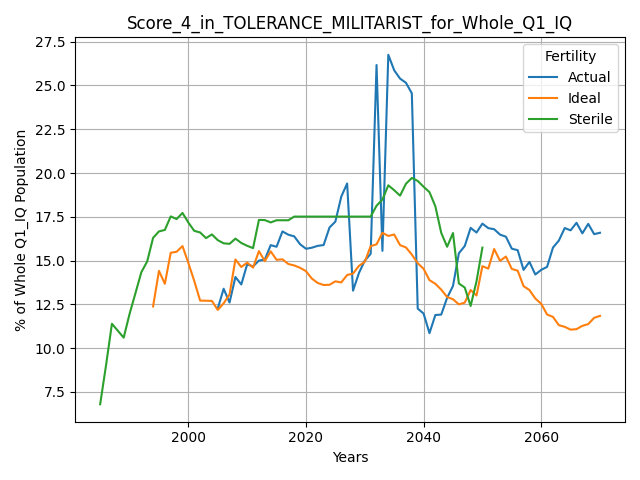 Score_4_in_TOLERANCE_MILITARIST_for_Whole_Q1_IQ
27.5
25.0
22.5
20.0
17.5
15.0
12.5
10.0
7.5
% of Whole Q1_IQ Population
Fertility
Actual
Ideal
Sterile
2000
2020
2040
2060
Years